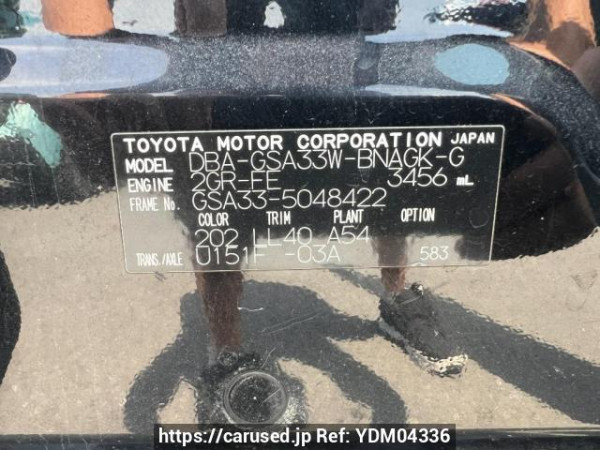 TOYOTA MOTOR CORPORATION JAPAN
MODEL DBA-GSA33W-BNAGK-G
ENGINE 2GR-FE 3456 mL
FRAME No. GSA33-5048422
COLOR TRIM PLANT OPTION
202 LL40 A54
TRANS./AXLE U151F -03A 583
https://carused.jp Ref: YDM04336